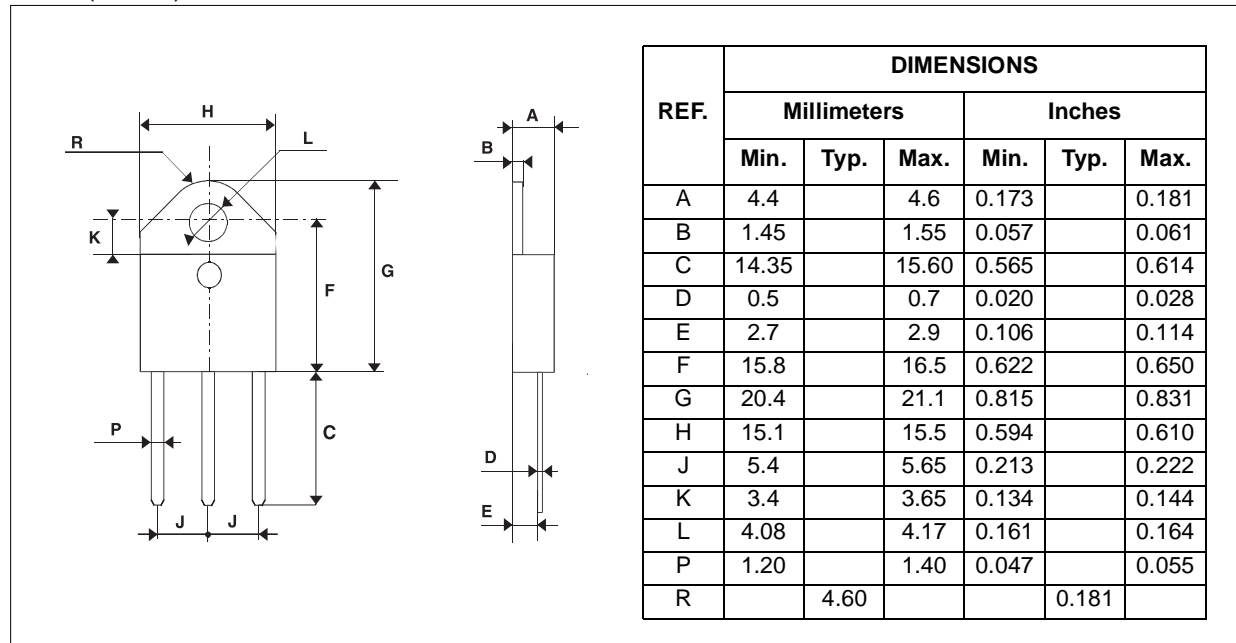 H
A
R
L
B
K
G
F
P
C
D
E
J J
DIMENSIONS
REF. Millimeters Inches
Min. Typ. Max. Min. Typ. Max.
A 4.4 4.6 0.173 0.181
B 1.45 1.55 0.057 0.061
C 14.35 15.60 0.565 0.614
D 0.5 0.7 0.020 0.028
E 2.7 2.9 0.106 0.114
F 15.8 16.5 0.622 0.650
G 20.4 21.1 0.815 0.831
H 15.1 15.5 0.594 0.610
J 5.4 5.65 0.213 0.222
K 3.4 3.65 0.134 0.144
L 4.08 4.17 0.161 0.164
P 1.20 1.40 0.047 0.055
R 4.60 0.181